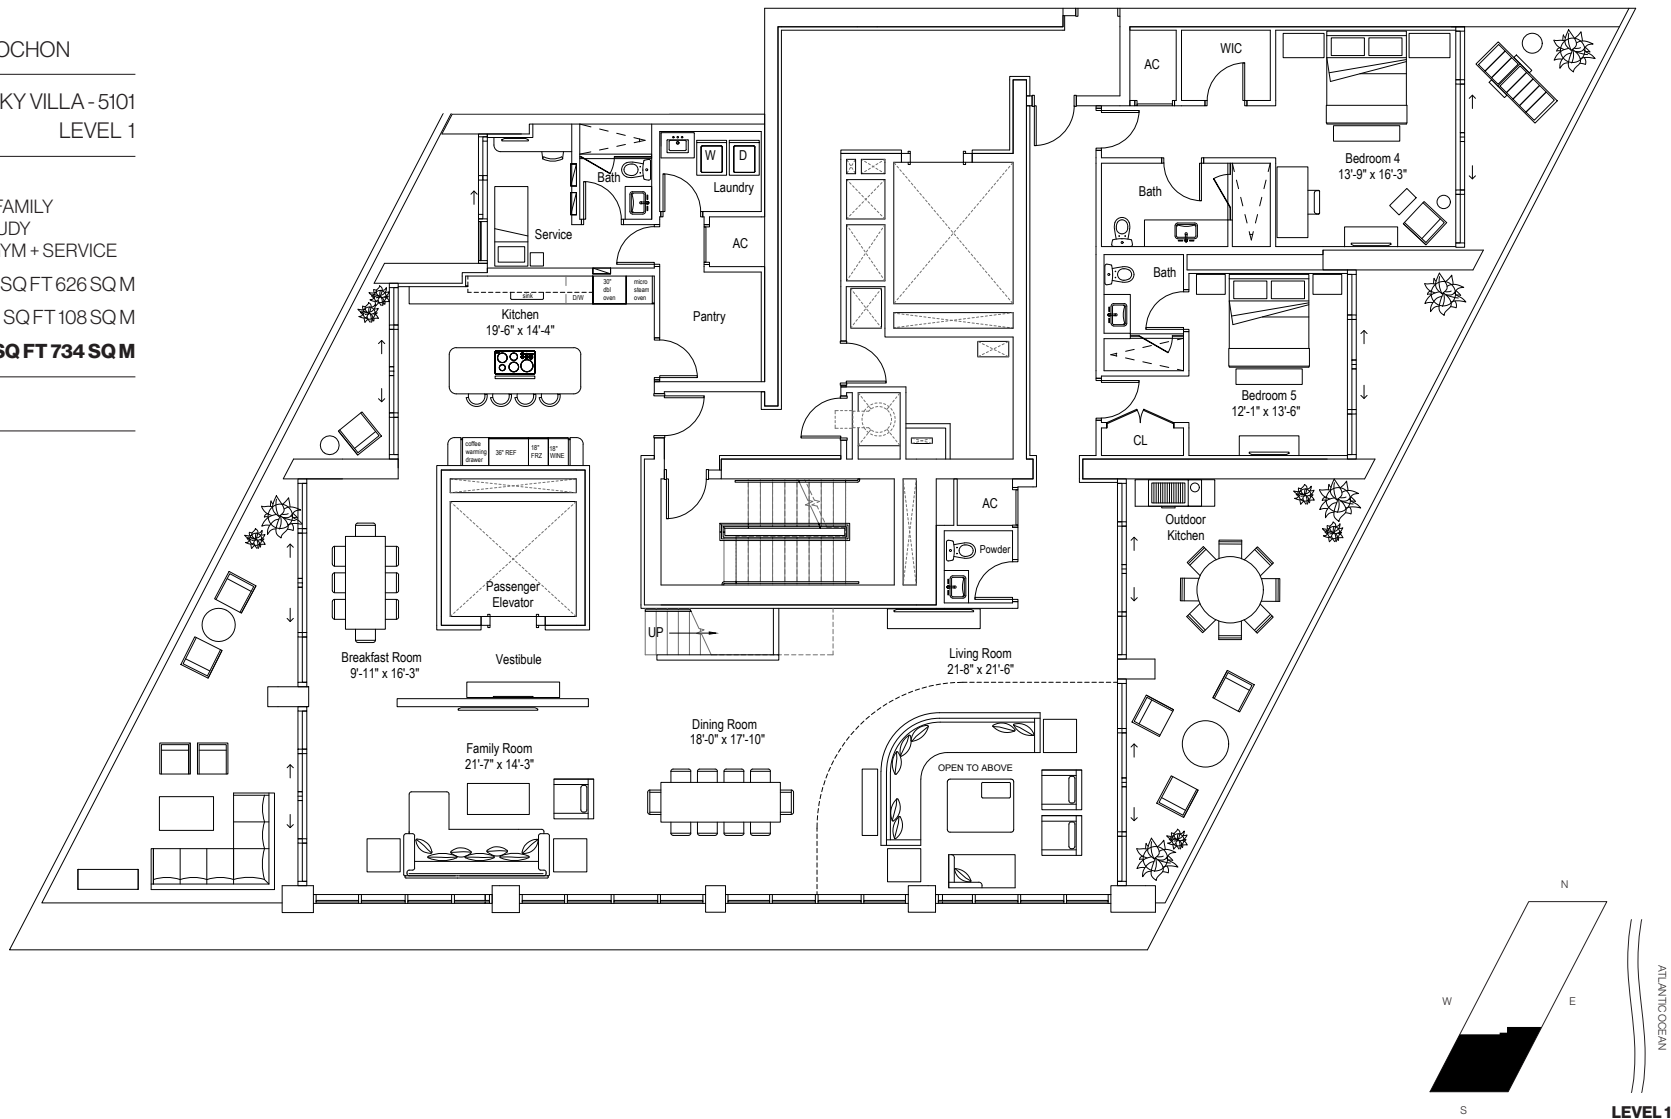 OCHON
KY VILLA - 5101
LEVEL 1
FAMILY
UDY
YM + SERVICE
SQ FT 626 SQ M
SQ FT 108 SQ M
SQ FT 734 SQ M
AC
WIC
Bedroom 4
13'-9" x 16'-3"
Bath
W
D
Laundry
Bath
Service
AC
Bath
30"
dbl
oven
micro
steam
oven
sink
D/W
Kitchen
19'-6" x 14'-4"
Pantry
Bedroom 5
12'-1" x 13'-6"
CL
coffee
warming
drawer
36" REF
18"
FRZ
18"
WINE
AC
Outdoor
Kitchen
Powder
Passenger
Elevator
UP
Breakfast Room
9'-11" x 16'-3"
Vestibule
Living Room
21-8" x 21'-6"
Dining Room
18'-0" x 17'-10"
Family Room
21'-7" x 14'-3"
OPEN TO ABOVE
N
W
E
S
ATLANTIC OCEAN
LEVEL 1